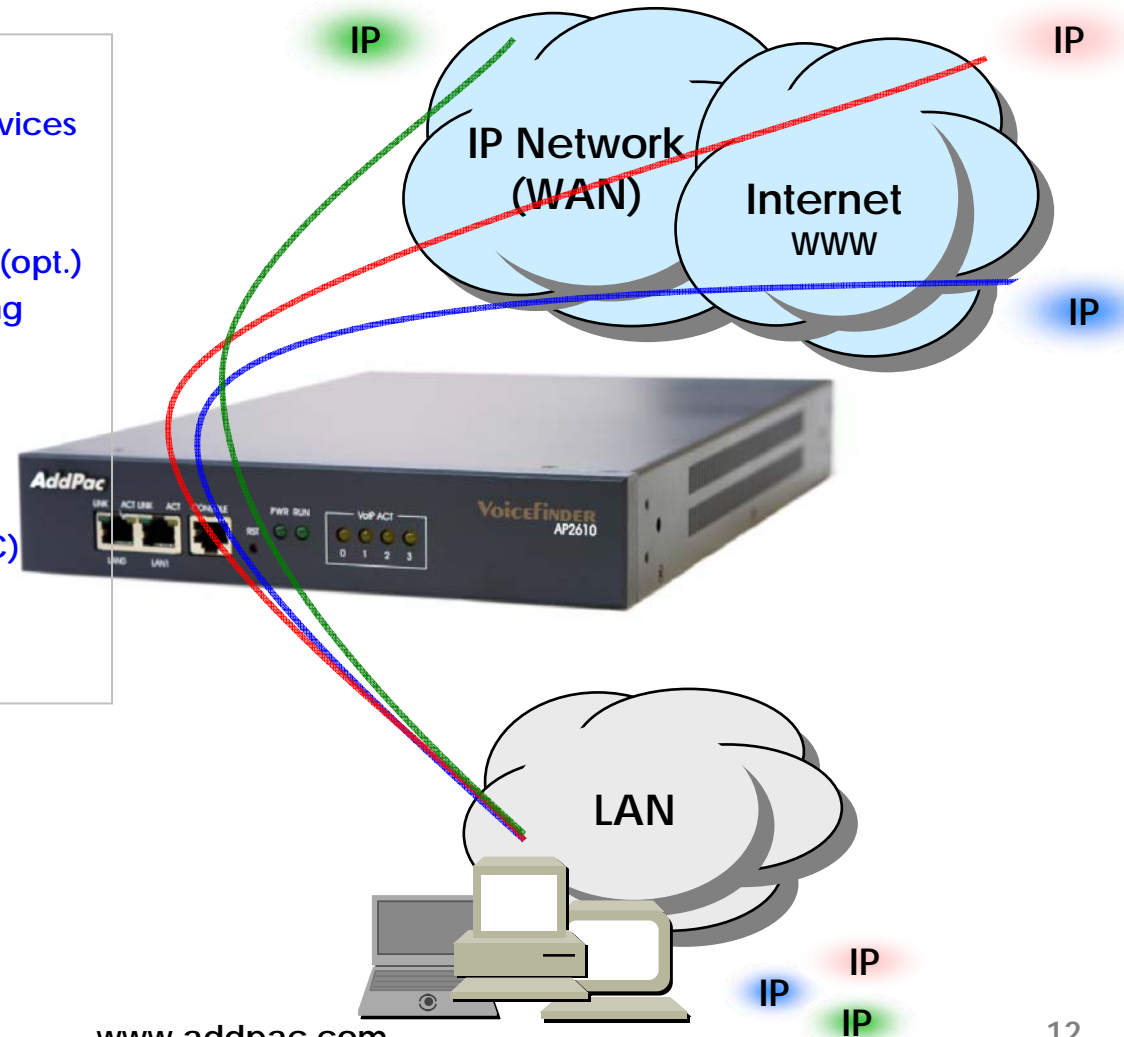 IP
IP
vices
IP Network
(WAN)
Internet
www
(opt.)
g
IP
AddPac
LINK ACT LINK ACT CONSOLE
PWR RUN
VoIP ACT
VoiceFinder
AP2610
RST
0 1 2 3
LAN0 LAN1
C)
LAN
IP
IP
IP
www.addpac.com
12